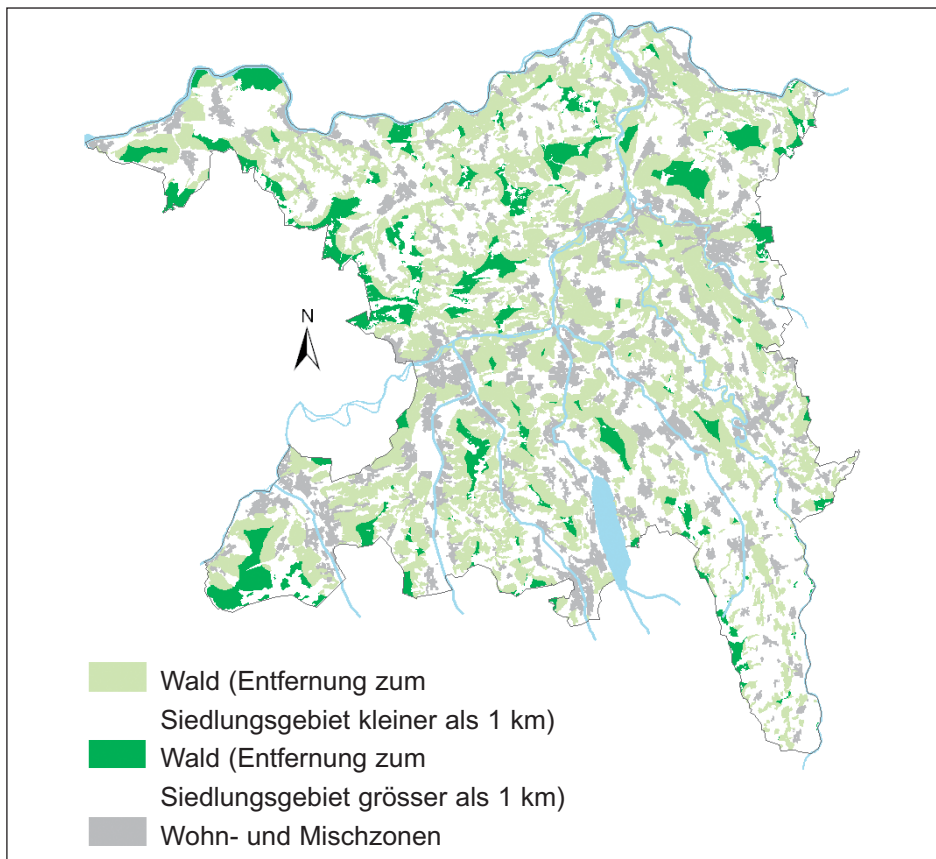 N
Wald (Entfernung zum
Siedlungsgebiet kleiner als 1 km)
Wald (Entfernung zum
Siedlungsgebiet grösser als 1 km)
Wohn- und Mischzonen